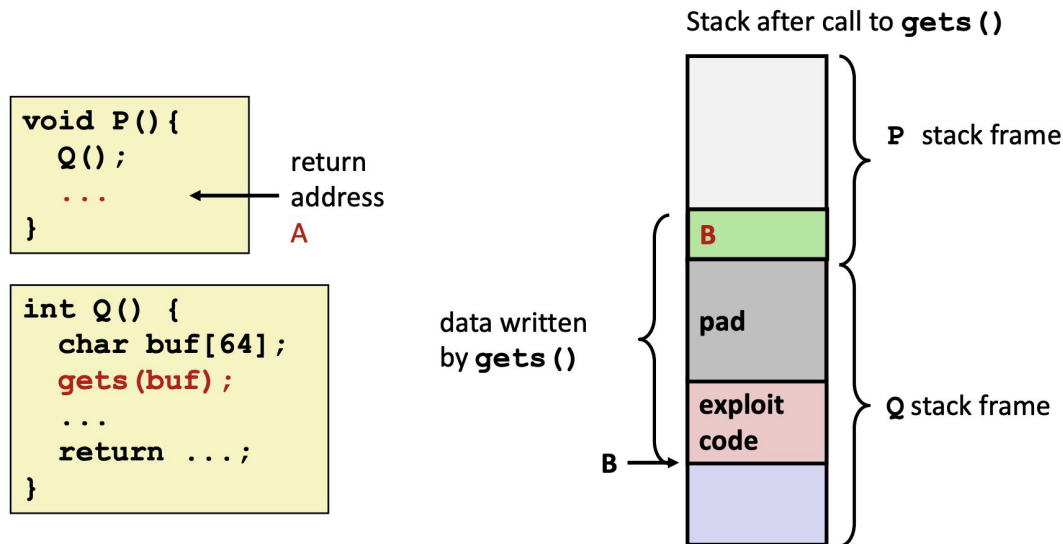 Stack after call to gets()
void P(){
Q();
...
}
return
address
A
int Q() {
char buf[64];
gets(buf);
...
return ...;
}
data written
by gets()
B
B
pad
exploit
code
P stack frame
Q stack frame